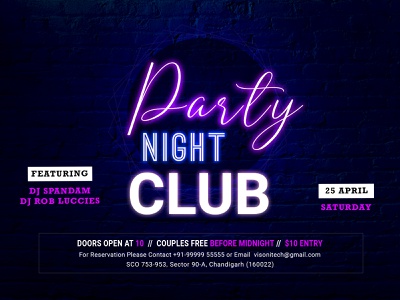 Party
NIGHT
CLUB
FEATURING
DJ SPANDAM
DJ ROB LUCCIES
25 APRIL
SATURDAY
DOORS OPEN AT 10 // COUPLES FREE BEFORE MIDNIGHT // $10 ENTRY
For Reservation Please Contact +91-99999 55555 or Email visonitech@gmail.com
SCO 753-953, Sector 90-A, Chandigarh (160022)